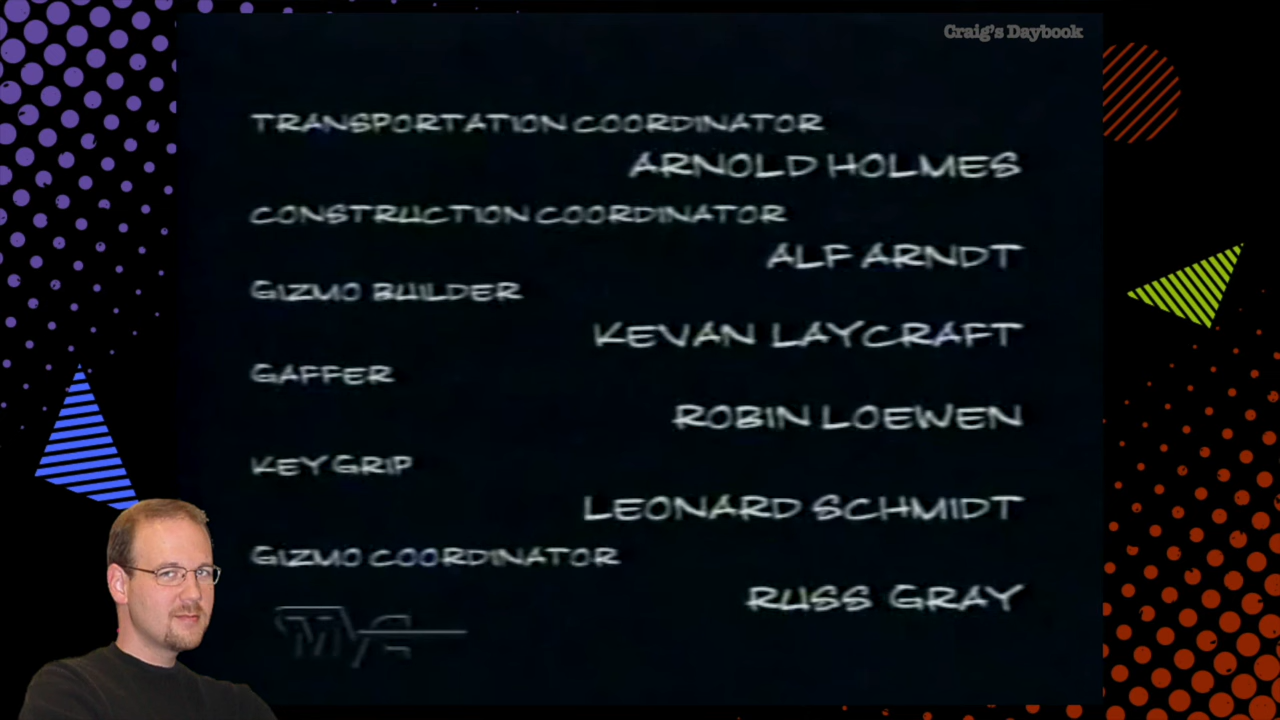 Craig's Daybook
TRANSPORTATION COORDINATOR
ARNOLD HOLMES
CONSTRUCTION COORDINATOR
ALF ARNDT
GIZMO BUILDER
KEVAN LAYCRAFT
GAFFER
ROBIN LOEWEN
KEY GRIP
LEONARD SCHMIDT
GIZMO COORDINATOR
RUSS GRAY